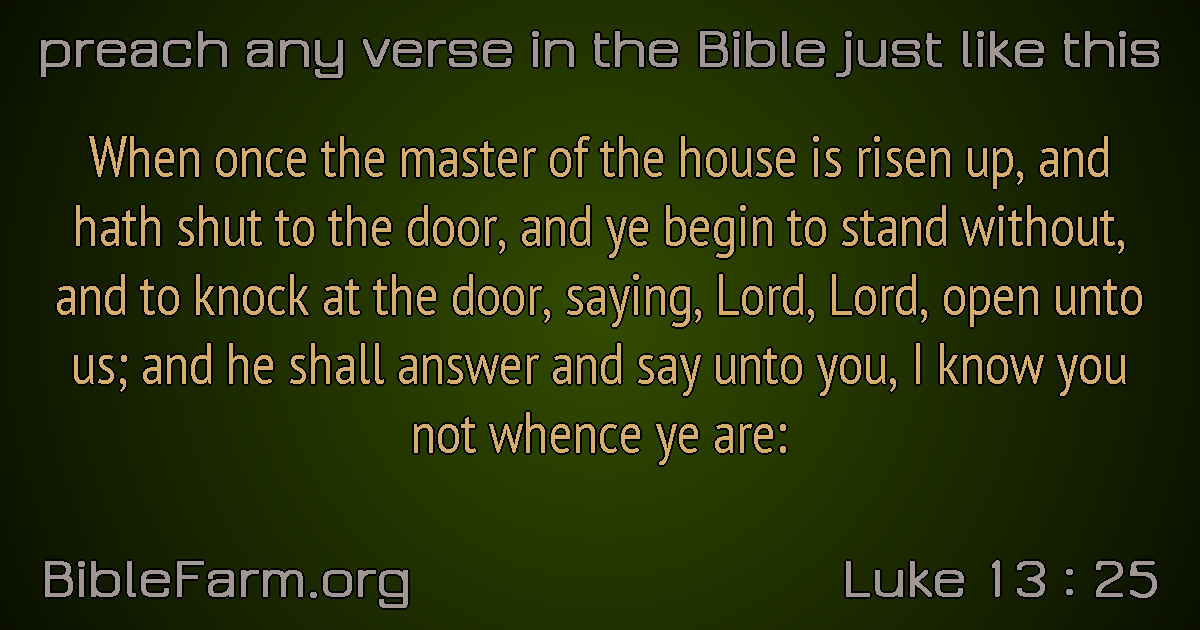 preach any verse in the Bible just like this
When once the master of the house is risen up, and
hath shut to the door, and ye begin to stand without,
and to knock at the door, saying, Lord, Lord, open unto
us; and he shall answer and say unto you, I know you
not whence ye are:
BibleFarm.org
Luke 13 : 25